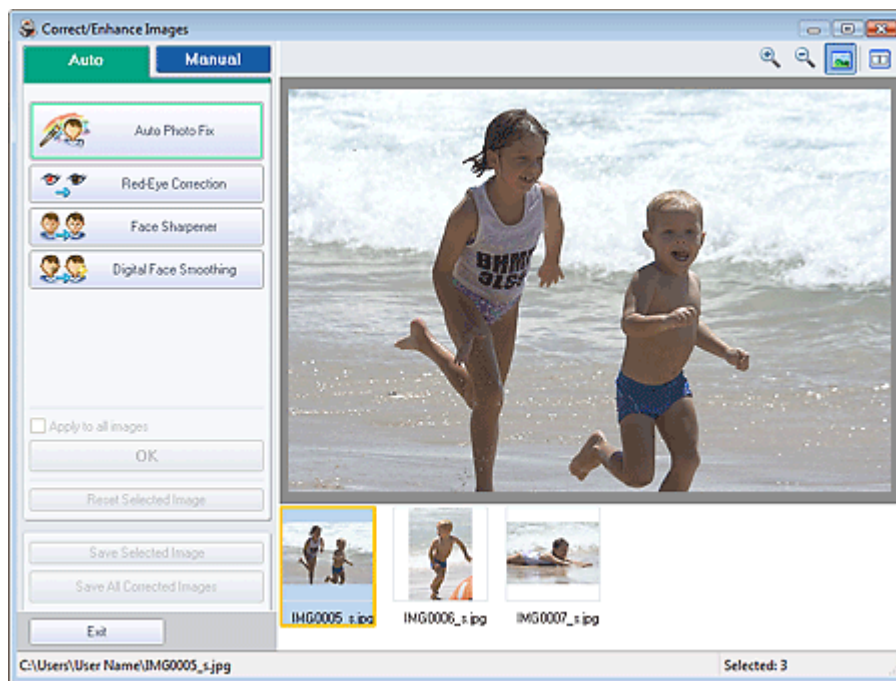 Correct/Enhance Images
Auto
Manual
Auto Photo Fix
Red-Eye Correction
Face Sharpener
Digital Face Smoothing
Apply to all images
OK
Reset Selected Image
Save Selected Image
Save All Corrected Images
Exit
IMG0005_s.jpg
IMG0006_s.jpg
IMG0007_s.jpg
C:\Users\User Name\IMG0005_s.jpg
Selected: 3